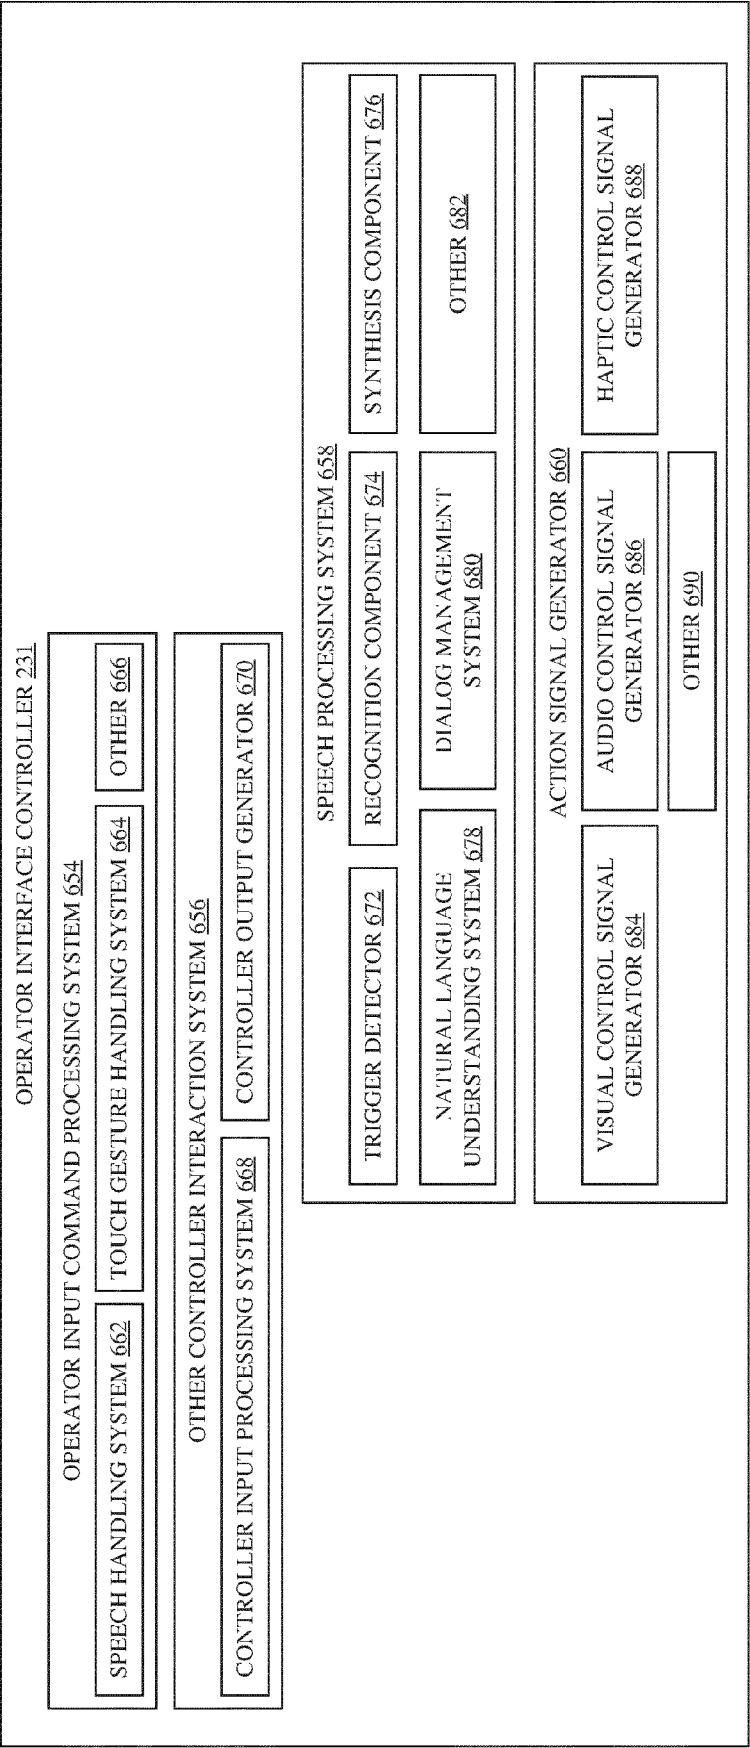 OPERATOR INTERFACE CONTROLLER 231
OPERATOR INPUT COMMAND PROCESSING SYSTEM 654
SPEECH HANDLING SYSTEM 662
TOUCH GESTURE HANDLING SYSTEM 664
OTHER 666
OTHER CONTROLLER INTERACTION SYSTEM 656
CONTROLLER INPUT PROCESSING SYSTEM 668
CONTROLLER OUTPUT GENERATOR 670
SPEECH PROCESSING SYSTEM 658
TRIGGER DETECTOR 672
RECOGNITION COMPONENT 674
SYNTHESIS COMPONENT 676
NATURAL LANGUAGE
UNDERSTANDING SYSTEM 678
DIALOG MANAGEMENT
SYSTEM 680
OTHER 682
ACTION SIGNAL GENERATOR 660
VISUAL CONTROL SIGNAL
GENERATOR 684
AUDIO CONTROL SIGNAL
GENERATOR 686
HAPTIC CONTROL SIGNAL
GENERATOR 688
OTHER 690